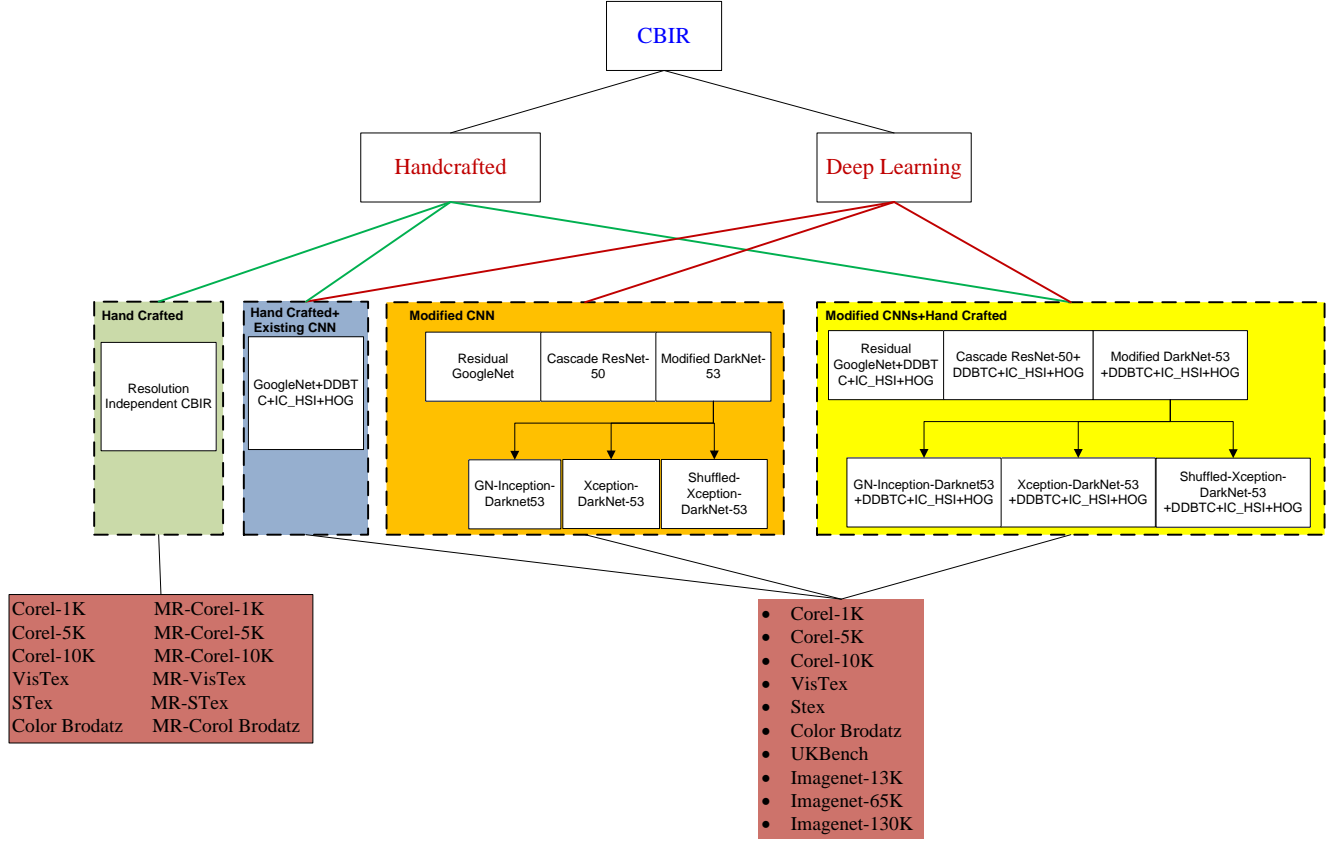 CBIR
Handcrafted
Deep Learning
Hand Crafted
Resolution
Independent CBIR
Hand Crafted+
Existing CNN
GoogleNet+DDBT
C+IC_HSI+HOG
Modified CNN
Residual
GoogleNet
Cascade ResNet-
50
Modified DarkNet-
53
GN-Inception-
Darknet53
Xception-
DarkNet-53
Shuffled-
Xception-
DarkNet-53
Modified CNNs+Hand Crafted
Residual
GoogleNet+DDBT
C+IC_HSI+HOG
Cascade ResNet-50+
DDBTC+IC_HSI+HOG
Modified DarkNet-53
+DDBTC+IC_HSI+HOG
GN-Inception-Darknet53
+DDBTC+IC_HSI+HOG
Xception-DarkNet-53
+DDBTC+IC_HSI+HOG
Shuffled-Xception-
DarkNet-53
+DDBTC+IC_HSI+HOG
Corel-1K MR-Corel-1K
Corel-5K MR-Corel-5K
Corel-10K MR-Corel-10K
VisTex MR-VisTex
STex MR-STex
Color Brodatz MR-Corol Brodatz
• Corel-1K
• Corel-5K
• Corel-10K
• VisTex
• Stex
• Color Brodatz
• UKBench
• Imagenet-13K
• Imagenet-65K
• Imagenet-130K